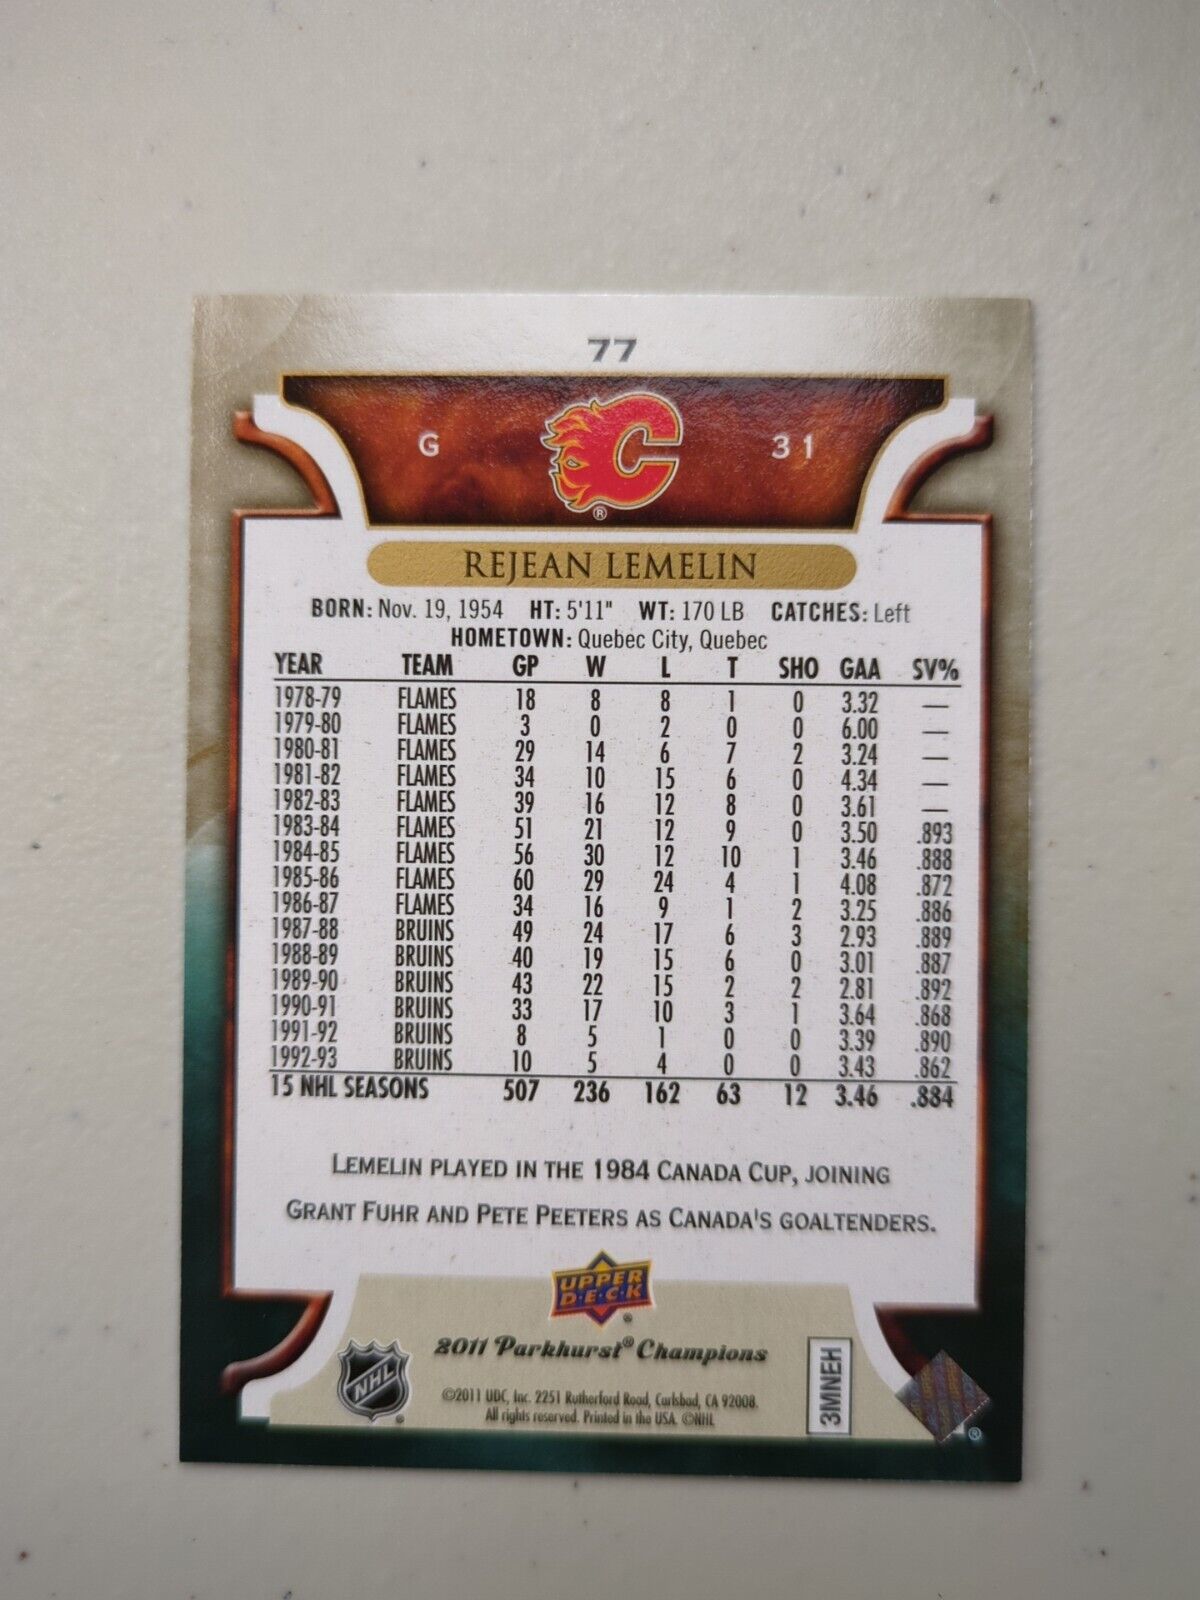 77
G C 31
®
REJEAN LEMELIN
BORN: Nov. 19, 1954 HT: 5'11" WT: 170 LB CATCHES: Left
HOMETOWN: Quebec City, Quebec
YEAR TEAM GP W L T SHO GAA SV%
1978-79 FLAMES 18 8 8 1 0 3.32 —
1979-80 FLAMES 3 0 2 0 0 6.00 —
1980-81 FLAMES 29 14 6 7 2 3.24 —
1981-82 FLAMES 34 10 15 6 0 4.34 —
1982-83 FLAMES 39 16 12 8 0 3.61 —
1983-84 FLAMES 51 21 12 9 0 3.50 .893
1984-85 FLAMES 56 30 12 10 1 3.46 .888
1985-86 FLAMES 60 29 24 4 1 4.08 .872
1986-87 FLAMES 34 16 9 1 2 3.25 .886
1987-88 BRUINS 49 24 17 6 3 2.93 .889
1988-89 BRUINS 40 19 15 6 0 3.01 .887
1989-90 BRUINS 43 22 15 2 2 2.81 .892
1990-91 BRUINS 33 17 10 3 1 3.64 .868
1991-92 BRUINS 8 5 1 0 0 3.39 .890
1992-93 BRUINS 10 5 4 0 0 3.43 .862
15 NHL SEASONS 507 236 162 63 12 3.46 .884
LEMELIN PLAYED IN THE 1984 CANADA CUP, JOINING
GRANT FUHR AND PETE PEETERS AS CANADA'S GOALTENDERS.
UPPER
D·E·C·K
®
2011 Parkhurst® Champions
NHL
®
©2011 UDC, Inc. 2251 Rutherford Road, Carlsbad, CA 92008.
All rights reserved. Printed in the USA. ©NHL
3MNEH
®